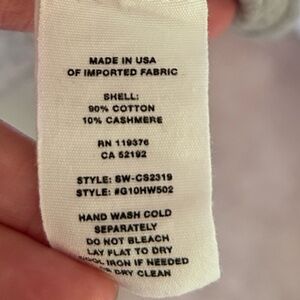 MADE IN USA
OF IMPORTED FABRIC
SHELL:
90% COTTON
10% CASHMERE
RN 119376
CA 52192
STYLE: SW-CS2319
STYLE: #G10HW502
HAND WASH COLD
SEPARATELY
DO NOT BLEACH
LAY FLAT TO DRY
IRON IF NEEDED
DRY CLEAN